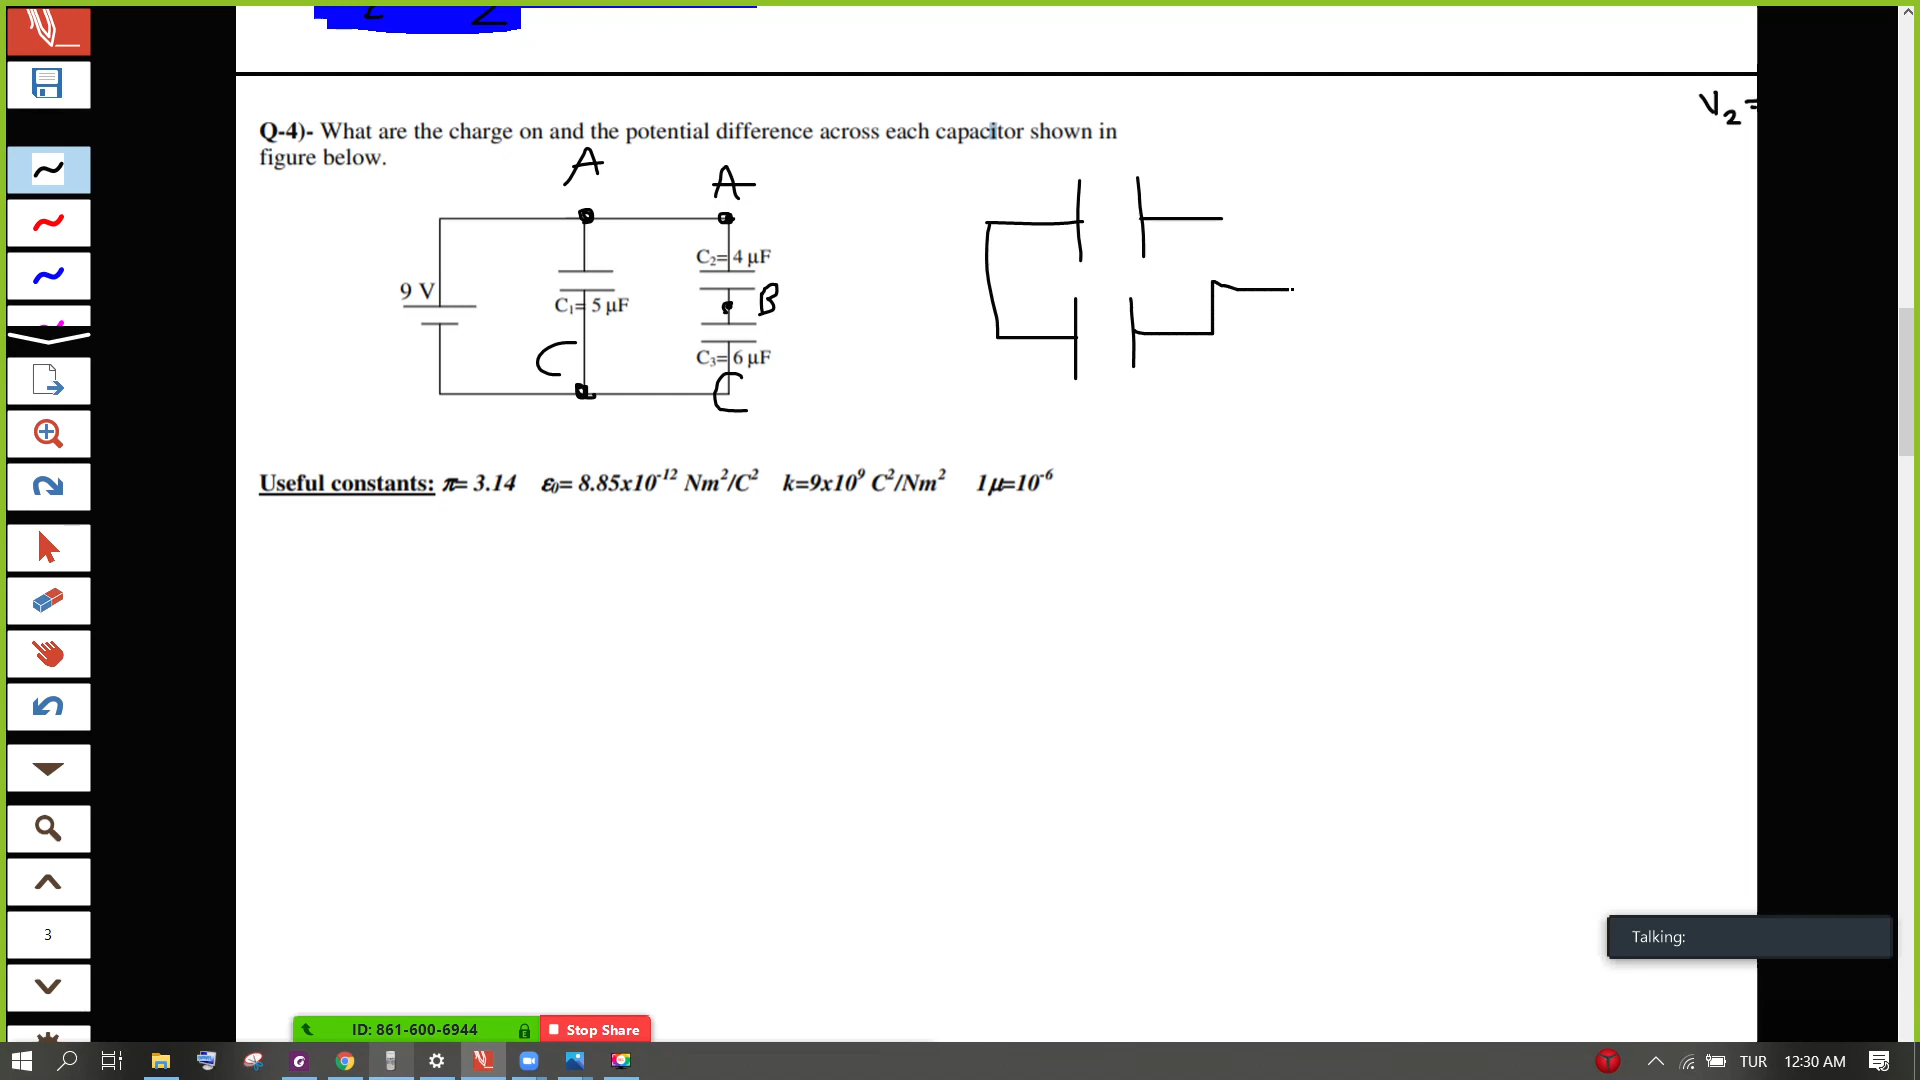 V₂ =
Q-4)- What are the charge on and the potential difference across each capacitor shown in
figure below.
A
A
C₂= 4 µF
9 V
B
C₁= 5 µF
C
C₃= 6 µF
C
Useful constants: π= 3.14 ε₀= 8.85x10⁻¹² Nm²/C² k=9x10⁹ C²/Nm² 1µ=10⁻⁶
3
Talking:
ID: 861-600-6944
Stop Share
TUR
12:30 AM